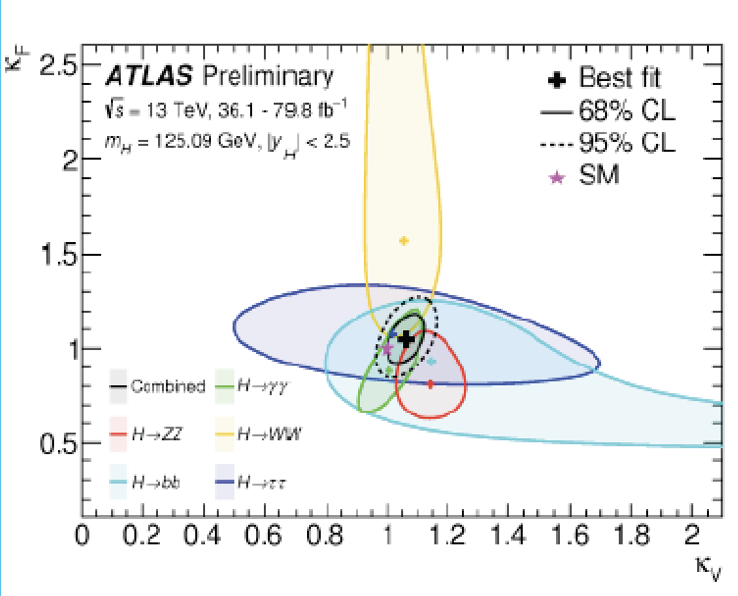 κ_F
2.5
2
1.5
1
0.5
ATLAS Preliminary
√s = 13 TeV, 36.1 - 79.8 fb⁻¹
m_H = 125.09 GeV, |y_H| < 2.5
Best fit
68% CL
95% CL
SM
Combined H→γγ
H→ZZ H→WW
H→bb H→ττ
0 0.2 0.4 0.6 0.8 1 1.2 1.4 1.6 1.8 2
κ_V